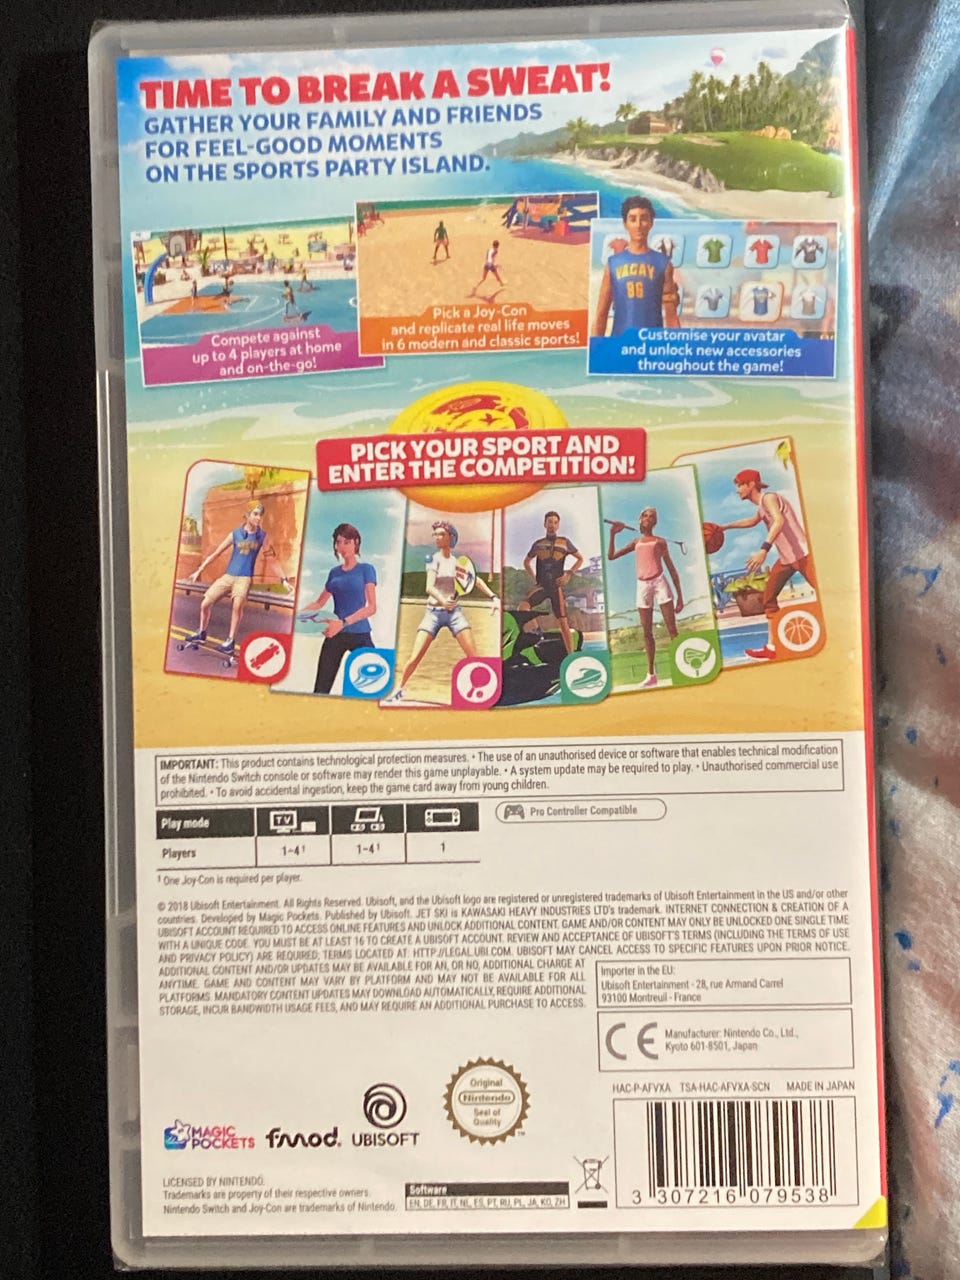 TIME TO BREAK A SWEAT!
GATHER YOUR FAMILY AND FRIENDS
FOR FEEL-GOOD MOMENTS
ON THE SPORTS PARTY ISLAND.
Compete against
up to 4 players at home
and on-the-go!
Pick a Joy-Con
and replicate real life moves
in 6 modern and classic sports!
VACAY
86
Customise your avatar
and unlock new accessories
throughout the game!
PICK YOUR SPORT AND
ENTER THE COMPETITION!
IMPORTANT: This product contains technological protection measures. • The use of an unauthorised device or software that enables technical modification
of the Nintendo Switch console or software may render this game unplayable. • A system update may be required to play. • Unauthorised commercial use
prohibited. • To avoid accidental ingestion, keep the game card away from young children.
Play mode TV
Players 1-4¹ 1-4¹ 1
Pro Controller Compatible
¹ One Joy-Con is required per player.
© 2018 Ubisoft Entertainment. All Rights Reserved. Ubisoft, and the Ubisoft logo are registered or unregistered trademarks of Ubisoft Entertainment in the US and/or other
countries. Developed by Magic Pockets. Published by Ubisoft. JET SKI is KAWASAKI HEAVY INDUSTRIES LTD's trademark. INTERNET CONNECTION & CREATION OF A
UBISOFT ACCOUNT REQUIRED TO ACCESS ONLINE FEATURES AND UNLOCK ADDITIONAL CONTENT. GAME AND/OR CONTENT MAY ONLY BE UNLOCKED ONE SINGLE TIME
WITH A UNIQUE CODE. YOU MUST BE AT LEAST 16 TO CREATE A UBISOFT ACCOUNT. REVIEW AND ACCEPTANCE OF UBISOFT'S TERMS (INCLUDING THE TERMS OF USE
AND PRIVACY POLICY) ARE REQUIRED; TERMS LOCATED AT: HTTP://LEGAL.UBI.COM. UBISOFT MAY CANCEL ACCESS TO SPECIFIC FEATURES UPON PRIOR NOTICE.
ADDITIONAL CONTENT AND/OR UPDATES MAY BE AVAILABLE FOR AN, OR NO, ADDITIONAL CHARGE AT
ANYTIME. GAME AND CONTENT MAY VARY BY PLATFORM AND MAY NOT BE AVAILABLE FOR ALL
PLATFORMS. MANDATORY CONTENT UPDATES MAY DOWNLOAD AUTOMATICALLY, REQUIRE ADDITIONAL
STORAGE, INCUR BANDWIDTH USAGE FEES, AND MAY REQUIRE AN ADDITIONAL PURCHASE TO ACCESS.
Importer in the EU:
Ubisoft Entertainment - 28, rue Armand Carrel
93100 Montreuil - France
CE
Manufacturer: Nintendo Co., Ltd.,
Kyoto 601-8501, Japan
HAC-P-AFVXA TSA-HAC-AFVXA-SCN MADE IN JAPAN
MAGIC
POCKETS
fmod.
UBISOFT
Original
Nintendo
Seal of
Quality
™
LICENSED BY NINTENDO.
Trademarks are property of their respective owners.
Nintendo Switch and Joy-Con are trademarks of Nintendo.
Software
EN, DE, FR, IT, NL, ES, PT, RU, PL, JA, KO, ZH
3 307216 079538